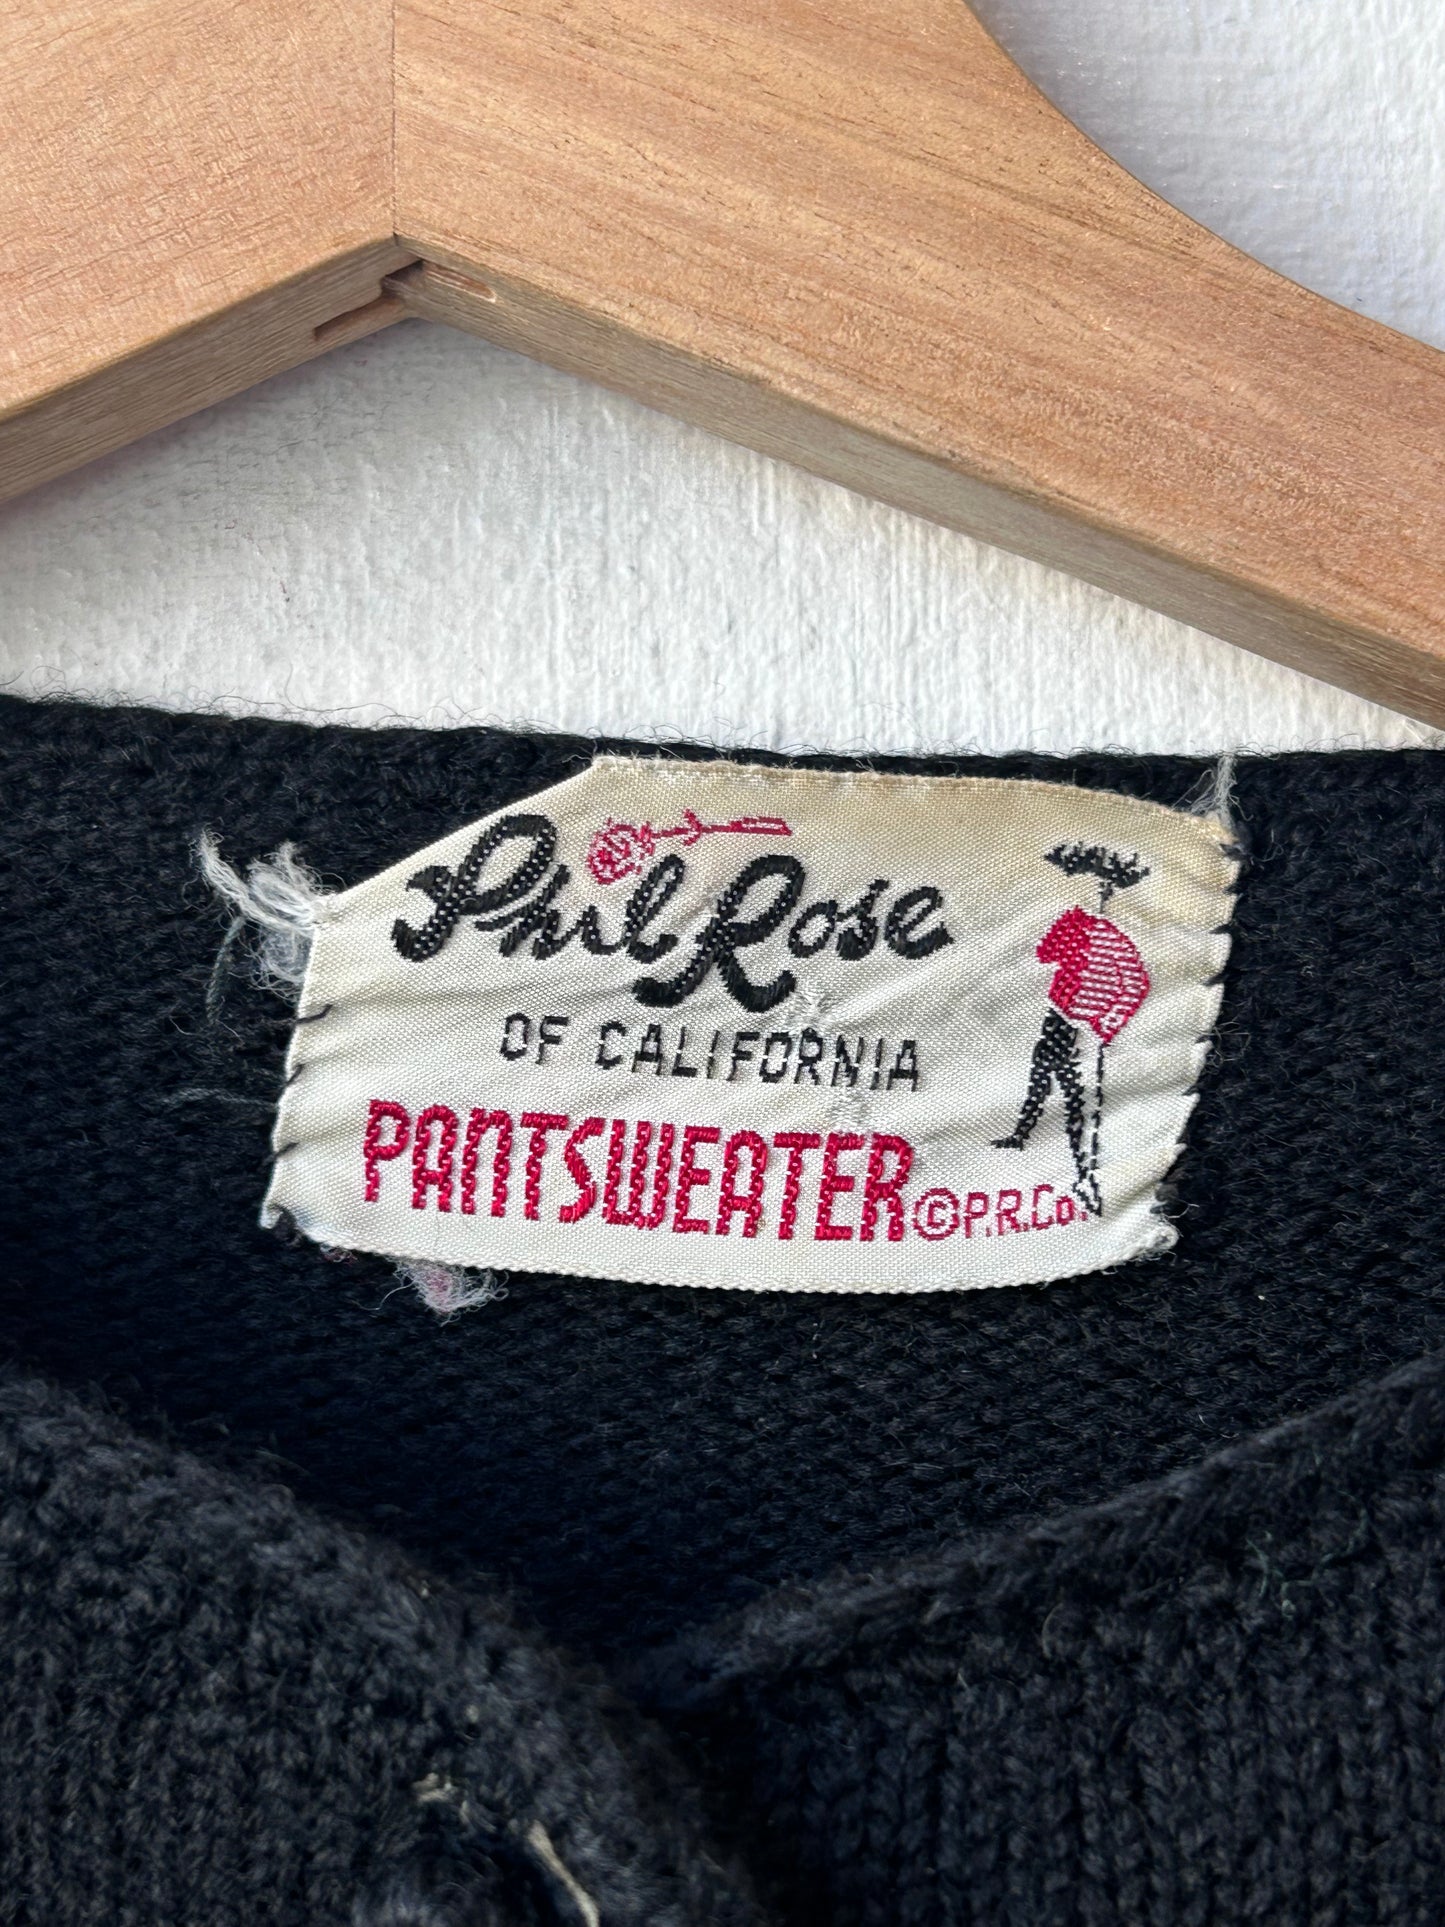 Phil Rose
OF CALIFORNIA
PANTSWEATER © P.R.Co.